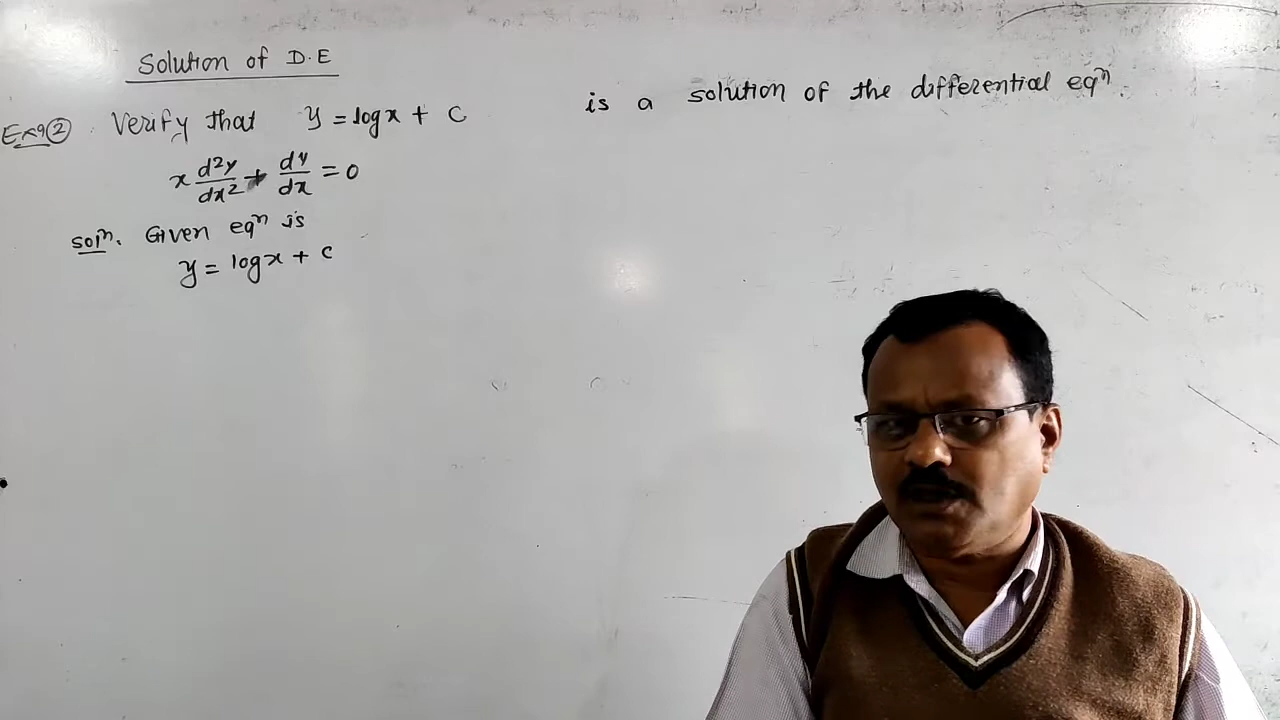 Solution of D.E
Exa② Verify that y = log x + C is a solution of the differential eqⁿ.
x d²y/dx² + dy/dx = 0
Solⁿ. Given eqⁿ is
y = log x + c